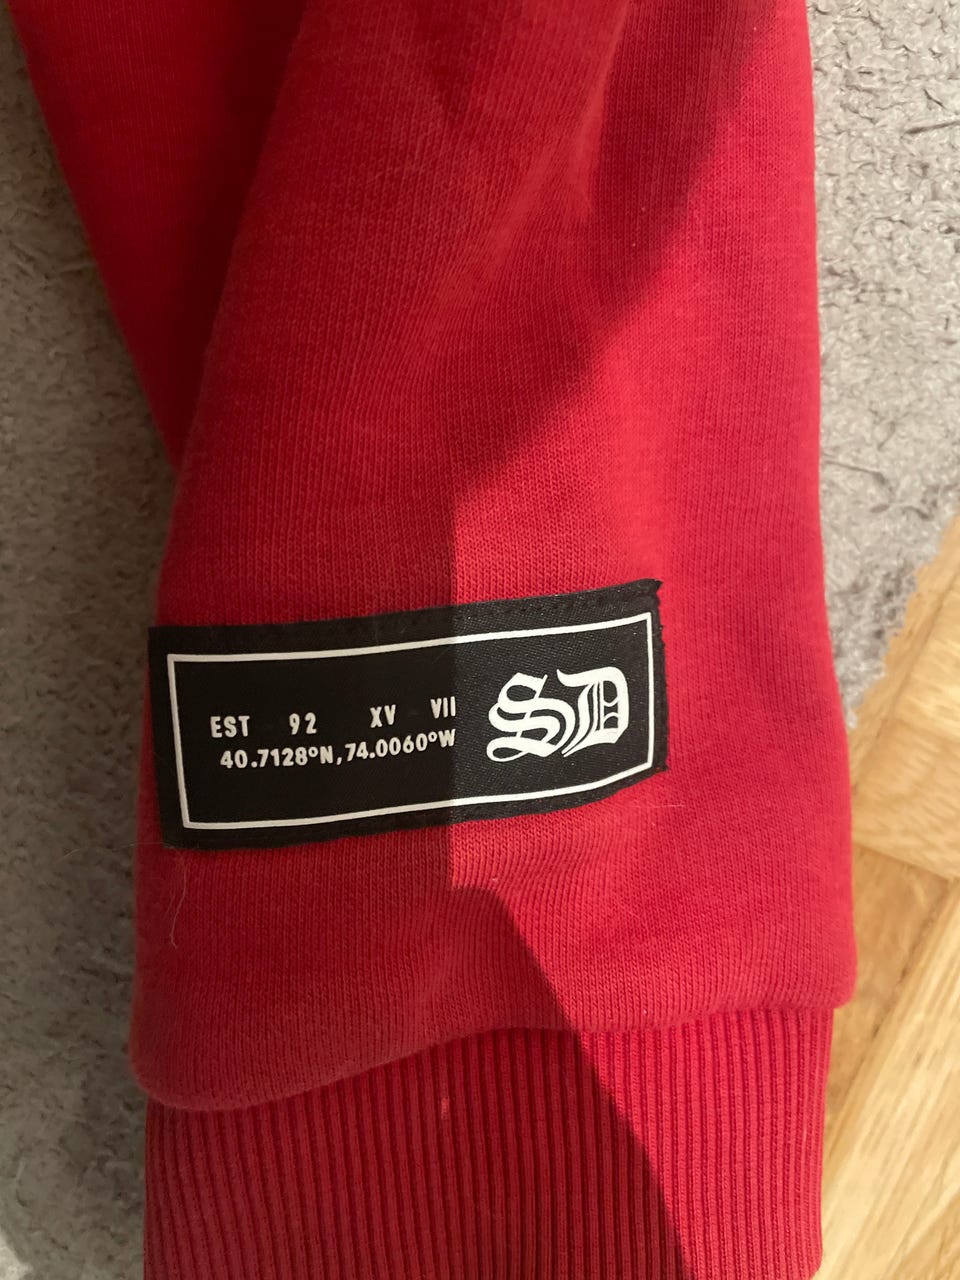 EST 92 XV VII
40.7128°N, 74.0060°W
SD